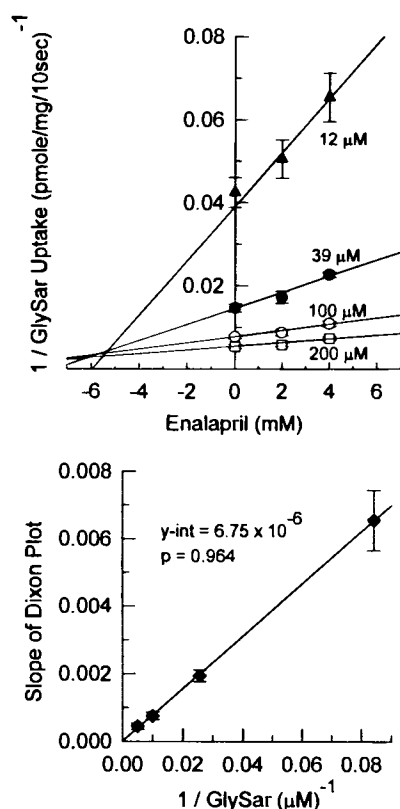 1 / GlySar Uptake (pmole/mg/10sec)⁻¹
0.08
0.06
0.04
0.02
12 µM
39 µM
100 µM
200 µM
-6 -4 -2 0 2 4 6
Enalapril (mM)
Slope of Dixon Plot
0.008
0.006
0.004
0.002
0.000
y-int = 6.75 x 10⁻⁶
p = 0.964
0.00 0.02 0.04 0.06 0.08
1 / GlySar (µM)⁻¹